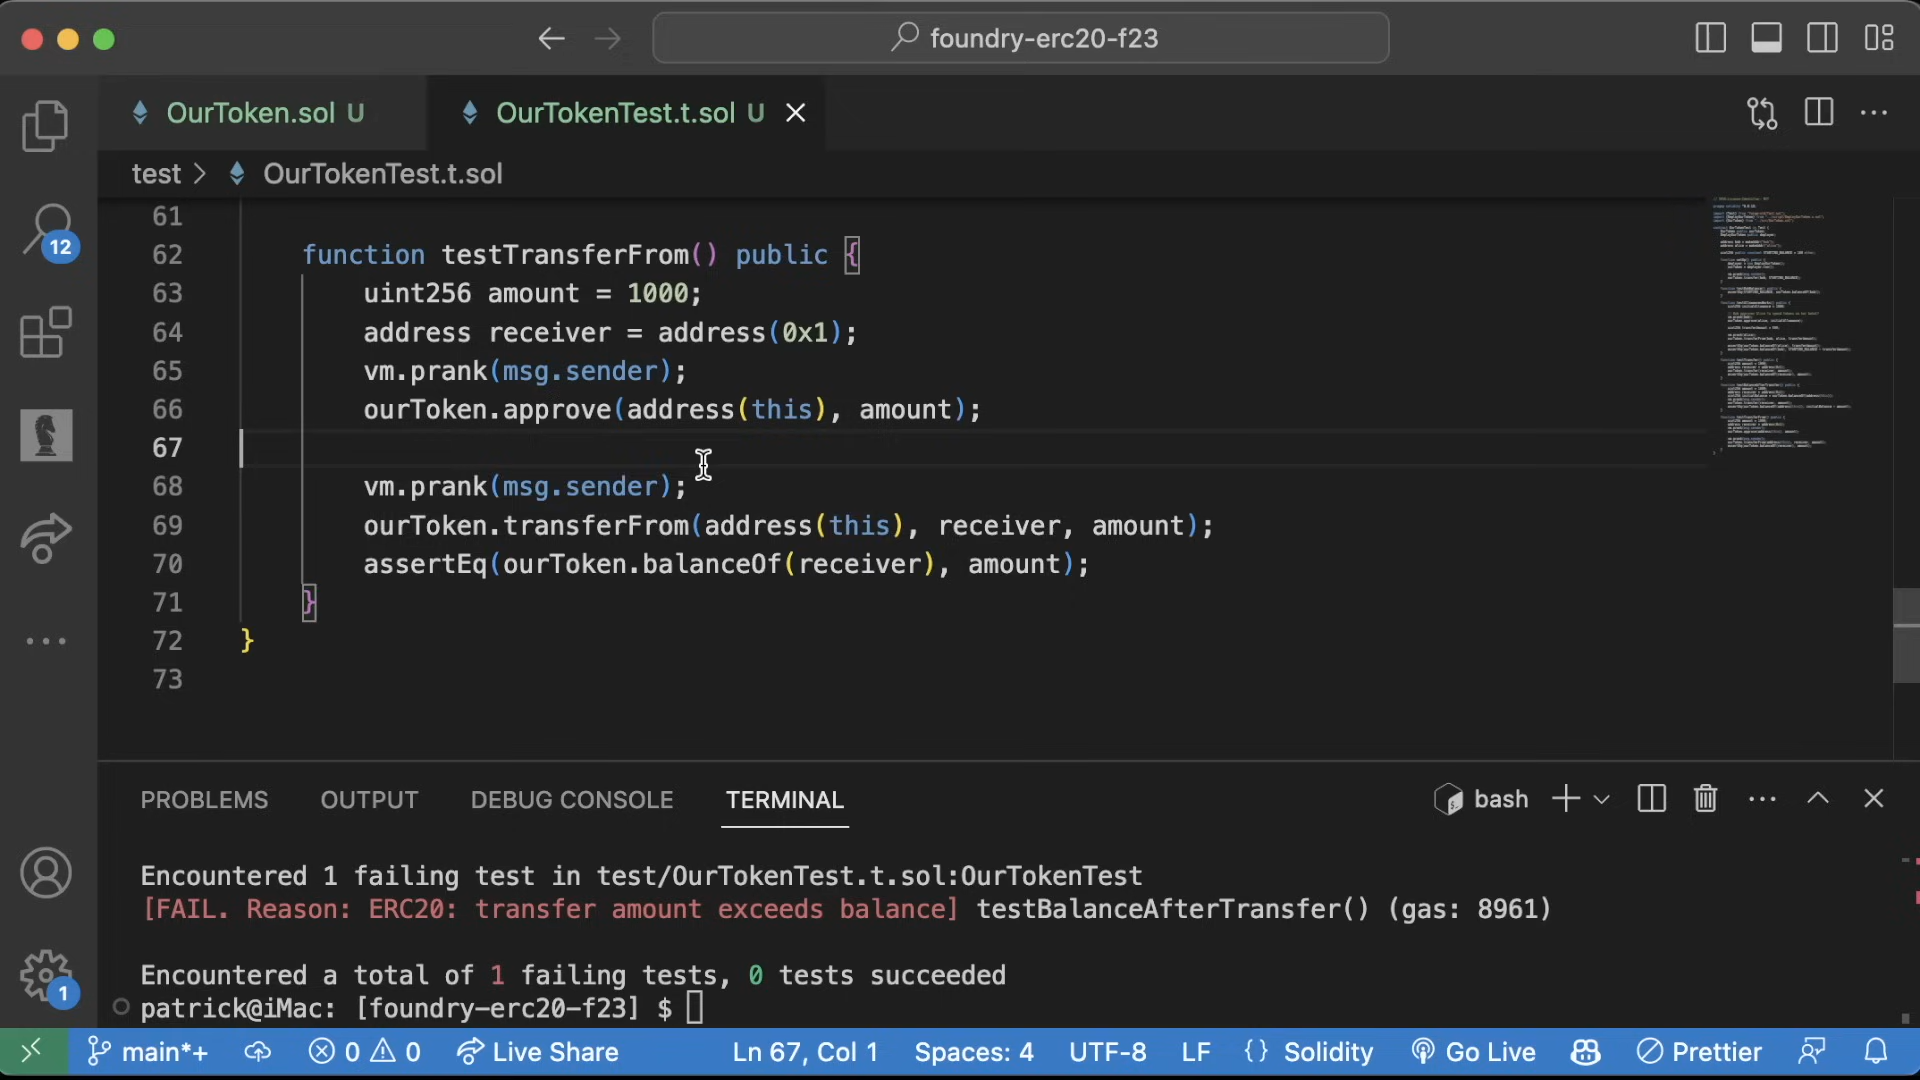 foundry-erc20-f23
OurToken.sol U
OurTokenTest.t.sol U
test > OurTokenTest.t.sol
12
61
62 function testTransferFrom() public {
63 uint256 amount = 1000;
64 address receiver = address(0x1);
65 vm.prank(msg.sender);
66 ourToken.approve(address(this), amount);
67
68 vm.prank(msg.sender);
69 ourToken.transferFrom(address(this), receiver, amount);
70 assertEq(ourToken.balanceOf(receiver), amount);
71 }
72 }
73
PROBLEMS OUTPUT DEBUG CONSOLE TERMINAL bash
Encountered 1 failing test in test/OurTokenTest.t.sol:OurTokenTest
[FAIL. Reason: ERC20: transfer amount exceeds balance] testBalanceAfterTransfer() (gas: 8961)
Encountered a total of 1 failing tests, 0 tests succeeded
patrick@iMac: [foundry-erc20-f23] $
1
main*+ 0 0 Live Share Ln 67, Col 1 Spaces: 4 UTF-8 LF {} Solidity Go Live Prettier